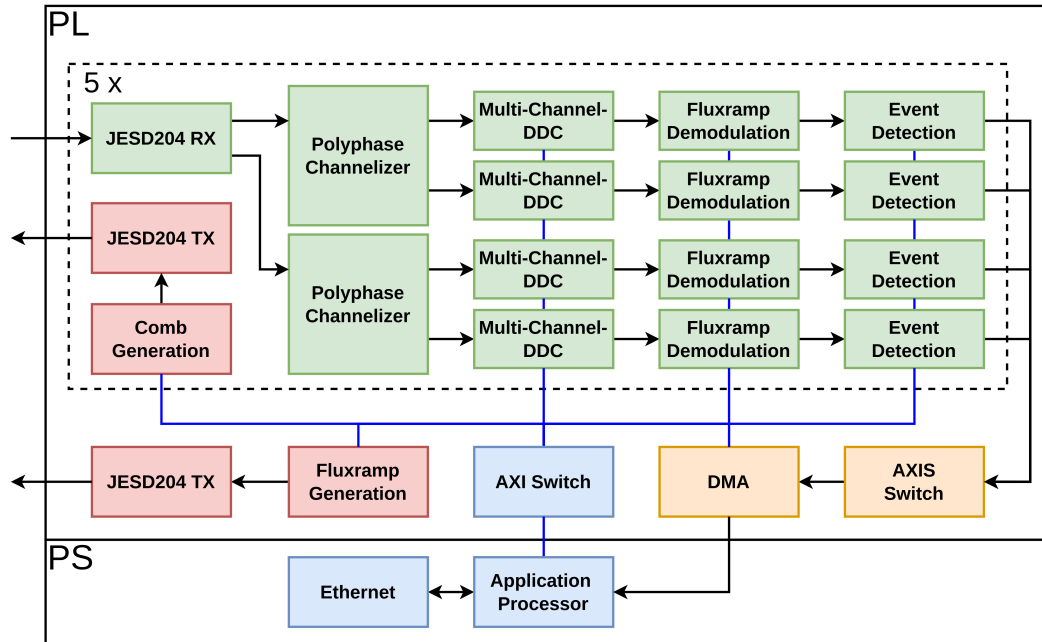 PL
5 x
JESD204 RX
Polyphase
Channelizer
Multi-Channel-
DDC
Fluxramp
Demodulation
Event
Detection
Multi-Channel-
DDC
Fluxramp
Demodulation
Event
Detection
JESD204 TX
Polyphase
Channelizer
Multi-Channel-
DDC
Fluxramp
Demodulation
Event
Detection
Comb
Generation
Multi-Channel-
DDC
Fluxramp
Demodulation
Event
Detection
JESD204 TX
Fluxramp
Generation
AXI Switch
DMA
AXIS
Switch
PS
Ethernet
Application
Processor